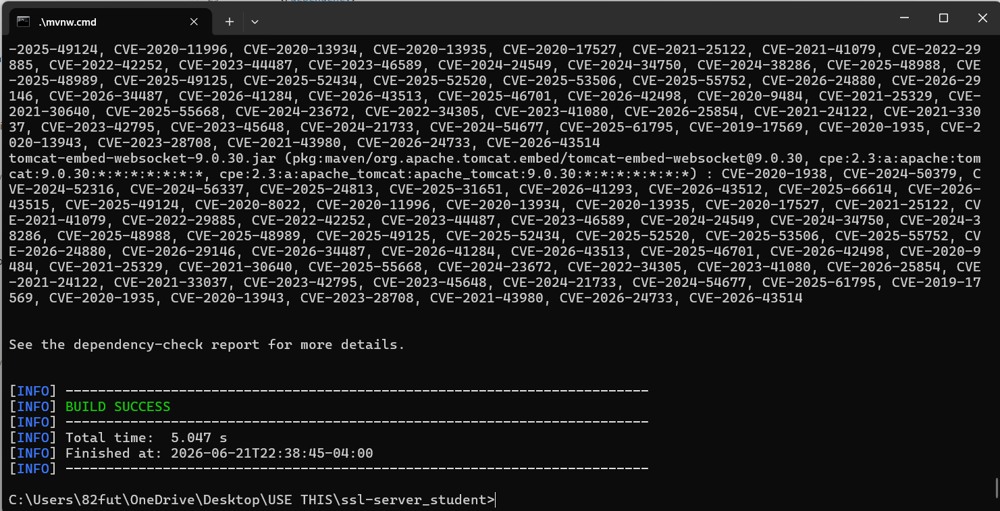 .\mvnw.cmd
-2025-49124, CVE-2020-11996, CVE-2020-13934, CVE-2020-13935, CVE-2020-17527, CVE-2021-25122, CVE-2021-41079, CVE-2022-29
885, CVE-2022-42252, CVE-2023-44487, CVE-2023-46589, CVE-2024-24549, CVE-2024-34750, CVE-2024-38286, CVE-2025-48988, CVE
-2025-48989, CVE-2025-49125, CVE-2025-52434, CVE-2025-52520, CVE-2025-53506, CVE-2025-55752, CVE-2026-24880, CVE-2026-29
146, CVE-2026-34487, CVE-2026-41284, CVE-2026-43513, CVE-2025-46701, CVE-2026-42498, CVE-2020-9484, CVE-2021-25329, CVE-
2021-30640, CVE-2025-55668, CVE-2024-23672, CVE-2022-34305, CVE-2023-41080, CVE-2026-25854, CVE-2021-24122, CVE-2021-330
37, CVE-2023-42795, CVE-2023-45648, CVE-2024-21733, CVE-2024-54677, CVE-2025-61795, CVE-2019-17569, CVE-2020-1935, CVE-2
020-13943, CVE-2023-28708, CVE-2021-43980, CVE-2026-24733, CVE-2026-43514
tomcat-embed-websocket-9.0.30.jar (pkg:maven/org.apache.tomcat.embed/tomcat-embed-websocket@9.0.30, cpe:2.3:a:apache:tom
cat:9.0.30:*:*:*:*:*:*:*, cpe:2.3:a:apache_tomcat:apache_tomcat:9.0.30:*:*:*:*:*:*:*) : CVE-2020-1938, CVE-2024-50379, C
VE-2024-52316, CVE-2024-56337, CVE-2025-24813, CVE-2025-31651, CVE-2026-41293, CVE-2026-43512, CVE-2025-66614, CVE-2026-
43515, CVE-2025-49124, CVE-2020-8022, CVE-2020-11996, CVE-2020-13934, CVE-2020-13935, CVE-2020-17527, CVE-2021-25122, CV
E-2021-41079, CVE-2022-29885, CVE-2022-42252, CVE-2023-44487, CVE-2023-46589, CVE-2024-24549, CVE-2024-34750, CVE-2024-3
8286, CVE-2025-48988, CVE-2025-48989, CVE-2025-49125, CVE-2025-52434, CVE-2025-52520, CVE-2025-53506, CVE-2025-55752, CV
E-2026-24880, CVE-2026-29146, CVE-2026-34487, CVE-2026-41284, CVE-2026-43513, CVE-2025-46701, CVE-2026-42498, CVE-2020-9
484, CVE-2021-25329, CVE-2021-30640, CVE-2025-55668, CVE-2024-23672, CVE-2022-34305, CVE-2023-41080, CVE-2026-25854, CVE
-2021-24122, CVE-2021-33037, CVE-2023-42795, CVE-2023-45648, CVE-2024-21733, CVE-2024-54677, CVE-2025-61795, CVE-2019-17
569, CVE-2020-1935, CVE-2020-13943, CVE-2023-28708, CVE-2021-43980, CVE-2026-24733, CVE-2026-43514
See the dependency-check report for more details.
[INFO] ------------------------------------------------------------------------
[INFO] BUILD SUCCESS
[INFO] ------------------------------------------------------------------------
[INFO] Total time:  5.047 s
[INFO] Finished at: 2026-06-21T22:38:45-04:00
[INFO] ------------------------------------------------------------------------
C:\Users\82fut\OneDrive\Desktop\USE THIS\ssl-server_student>